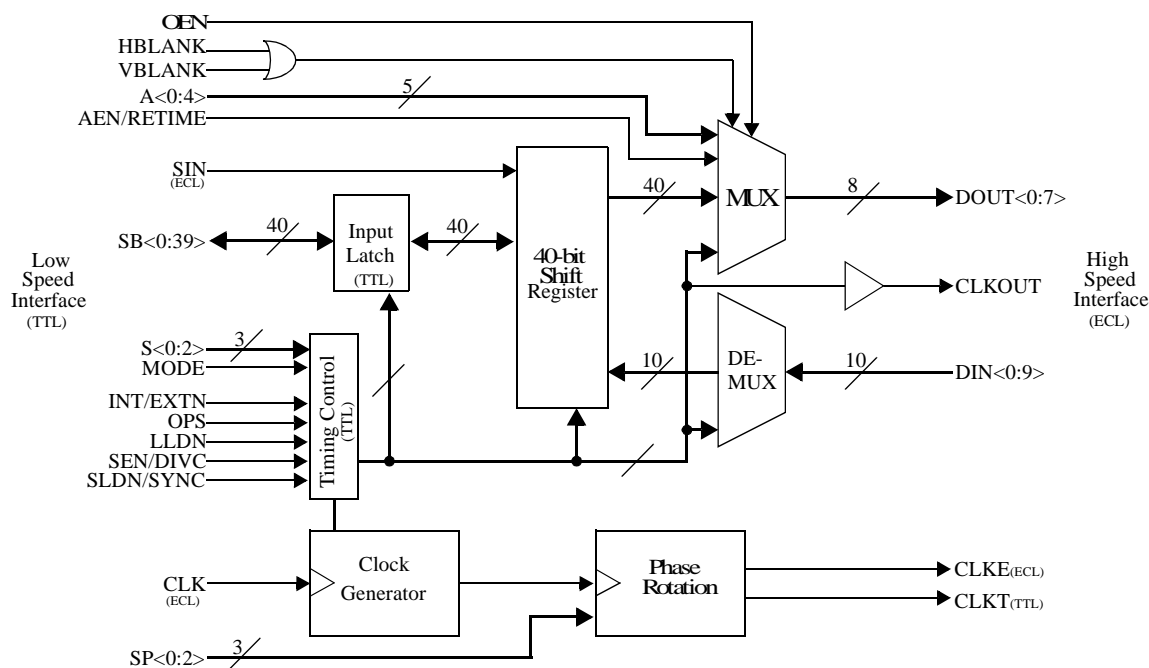 OEN
HBLANK
VBLANK
A<0:4>
5
AEN/RETIME
SIN
(ECL)
40
MUX
8
DOUT<0:7>
SB<0:39>
40
Input
Latch
(TTL)
40
40-bit
Shift
Register
Low
Speed
Interface
(TTL)
CLKOUT
High
Speed
Interface
(ECL)
S<0:2>
3
MODE
10
DE-
MUX
10
DIN<0:9>
INT/EXTN
OPS
LLDN
SEN/DIVC
SLDN/SYNC
Timing Control
(TTL)
CLK
(ECL)
Clock
Generator
Phase
Rotation
CLKE(ECL)
CLKT(TTL)
SP<0:2>
3